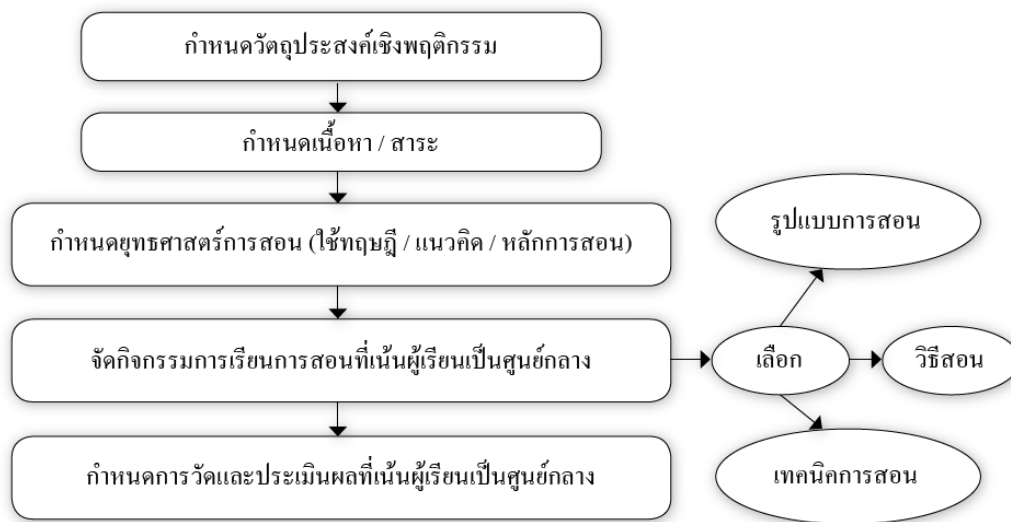 กำหนดวัตถุประสงค์เชิงพฤติกรรม
กำหนดเนื้อหา / สาระ
กำหนดยุทธศาสตร์การสอน (ใช้ทฤษฎี / แนวคิด / หลักการสอน)
รูปแบบการสอน
จัดกิจกรรมการเรียนการสอนที่เน้นผู้เรียนเป็นศูนย์กลาง
เลือก
วิธีสอน
กำหนดการวัดและประเมินผลที่เน้นผู้เรียนเป็นศูนย์กลาง
เทคนิคการสอน